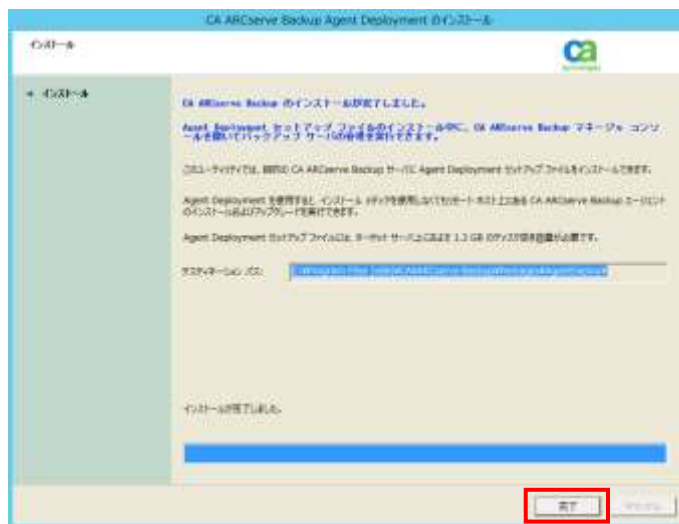 CA ARCserve Backup Agent Deployment のインストール
インストール
ca
technologies
→ インストール
CA ARCserve Backup のインストールが完了しました。
Agent Deployment セットアップ ファイルのインストール中に、CA ARCserve Backup マネージャ コンソ
ールを開いてバックアップ サーバの管理を実行できます。
このユーティリティでは、個別の CA ARCserve Backup サーバに Agent Deployment セットアップ ファイルをインストールできます。
Agent Deployment を使用すると、インストール メディアを使用しなくてもリモート ホスト上にある CA ARCserve Backup エージェント
のインストールおよびアップグレードを実行できます。
Agent Deployment セットアップ ファイルには、ターゲット サーバ上におよそ 1.3 GB のディスク空き容量が必要です。
デスティネーション パス:
インストールが完了しました。
完了